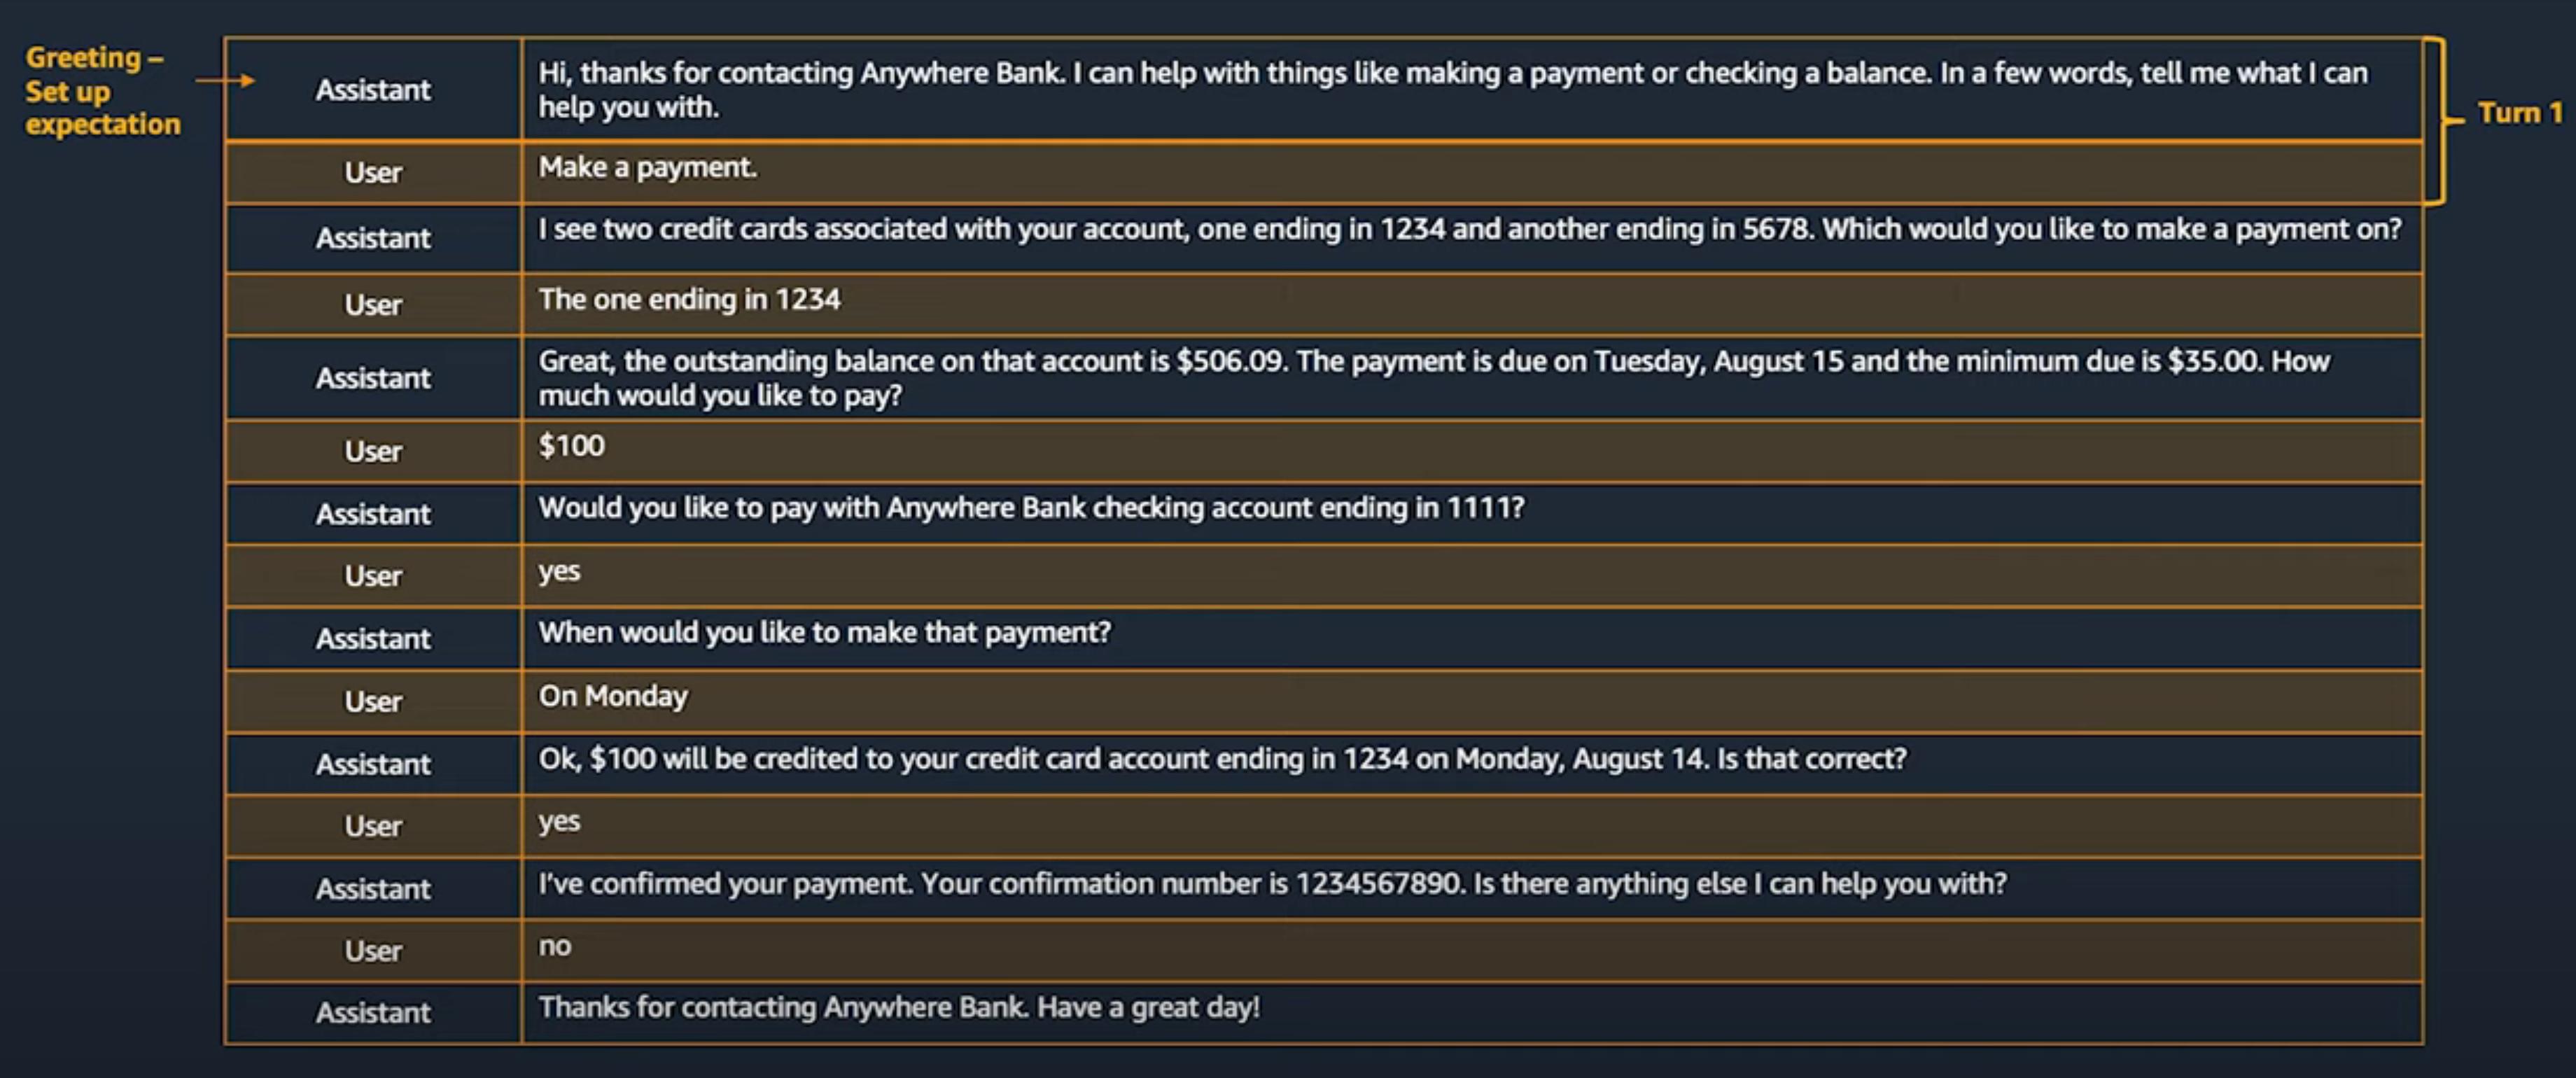 Greeting –
Set up
expectation
Assistant
Hi, thanks for contacting Anywhere Bank. I can help with things like making a payment or checking a balance. In a few words, tell me what I can
help you with.
Turn 1
User
Make a payment.
Assistant
I see two credit cards associated with your account, one ending in 1234 and another ending in 5678. Which would you like to make a payment on?
User
The one ending in 1234
Assistant
Great, the outstanding balance on that account is $506.09. The payment is due on Tuesday, August 15 and the minimum due is $35.00. How
much would you like to pay?
User
$100
Assistant
Would you like to pay with Anywhere Bank checking account ending in 1111?
User
yes
Assistant
When would you like to make that payment?
User
On Monday
Assistant
Ok, $100 will be credited to your credit card account ending in 1234 on Monday, August 14. Is that correct?
User
yes
Assistant
I've confirmed your payment. Your confirmation number is 1234567890. Is there anything else I can help you with?
User
no
Assistant
Thanks for contacting Anywhere Bank. Have a great day!